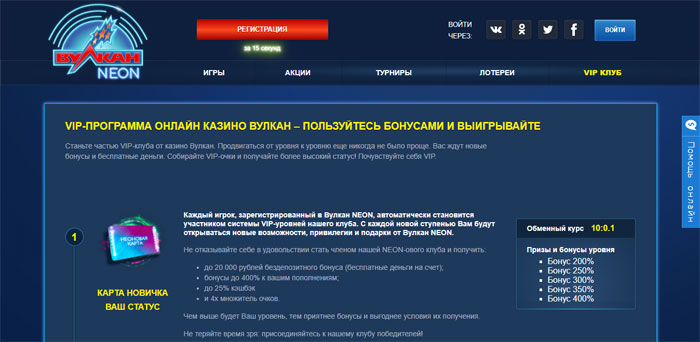 ВУЛКАН
NEON
РЕГИСТРАЦИЯ
за 15 секунд
ВОЙТИ
ЧЕРЕЗ:
ВОЙТИ
ИГРЫ
АКЦИИ
ТУРНИРЫ
ЛОТЕРЕИ
VIP КЛУБ
VIP-ПРОГРАММА ОНЛАЙН КАЗИНО ВУЛКАН – ПОЛЬЗУЙТЕСЬ БОНУСАМИ И ВЫИГРЫВАЙТЕ
Станьте частью VIP-клуба от казино Вулкан. Продвигаться от уровня к уровню еще никогда не было проще. Вас ждут новые
бонусы и бесплатные деньги. Собирайте VIP-очки и получайте более высокий статус! Почувствуйте себя VIP.
1
НЕОНОВАЯ
КАРТА
КАРТА НОВИЧКА
ВАШ СТАТУС
Каждый игрок, зарегистрированный в Вулкан NEON, автоматически становится
участником системы VIP-уровней нашего клуба. С каждой новой ступенью Вам будут
открываться новые возможности, привилегии и подарки от Вулкан NEON.
Не отказывайте себе в удовольствии стать членом нашей NEON-ового клуба и получить:
до 20 000 рублей бездепозитного бонуса (бесплатные деньги на счет);
бонусы до 400% к вашим пополнениям;
до 25% кэшбэк
и 4х множитель очков.
Чем выше будет Ваш уровень, тем приятнее бонусы и выгоднее условия их получения.
Не теряйте время зря: присоединяйтесь к нашему клубу победителей!
Обменный курс 10:0.1
Призы и бонусы уровня
Бонус 200%
Бонус 250%
Бонус 300%
Бонус 350%
Бонус 400%
Помощь онлайн